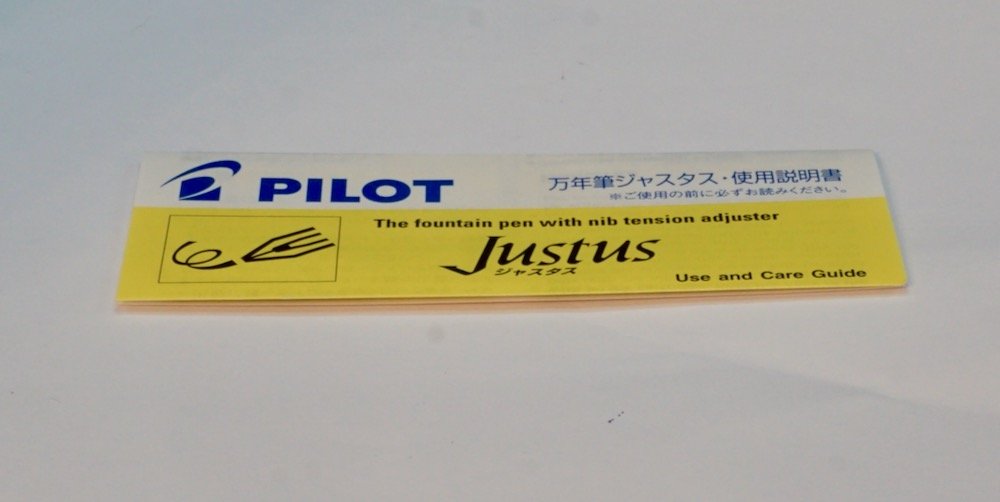 PILOT
万年筆ジャスタス・使用説明書
※ご使用の前に必ずお読みください。
The fountain pen with nib tension adjuster
Justus
ジャスタス
Use and Care Guide